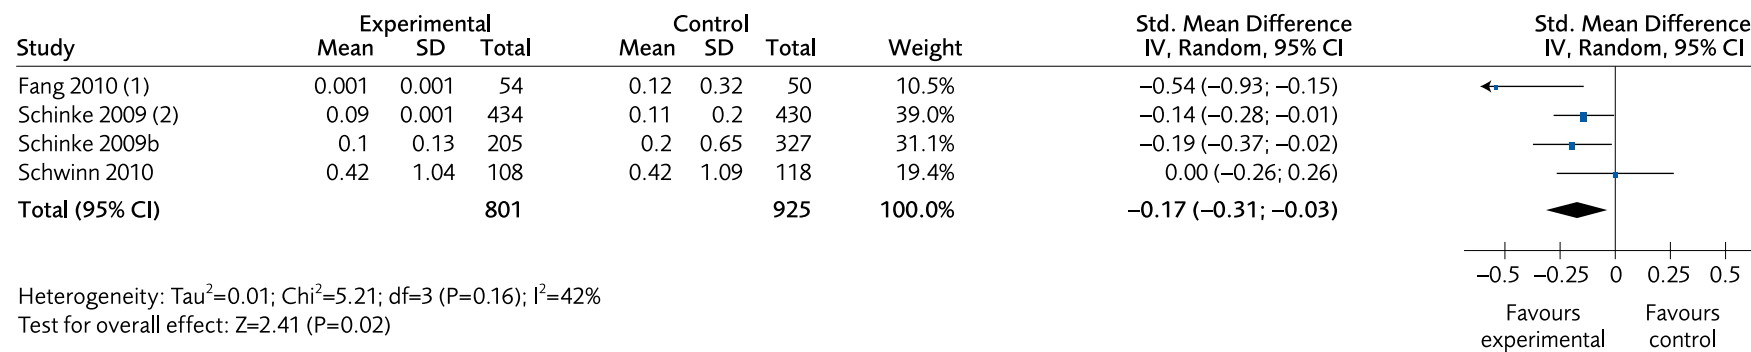 Experimental Control Std. Mean Difference Std. Mean Difference
Study Mean SD Total Mean SD Total Weight IV, Random, 95% CI IV, Random, 95% CI
Fang 2010 (1) 0.001 0.001 54 0.12 0.32 50 10.5% −0.54 (−0.93; −0.15)
Schinke 2009 (2) 0.09 0.001 434 0.11 0.2 430 39.0% −0.14 (−0.28; −0.01)
Schinke 2009b 0.1 0.13 205 0.2 0.65 327 31.1% −0.19 (−0.37; −0.02)
Schwinn 2010 0.42 1.04 108 0.42 1.09 118 19.4% 0.00 (−0.26; 0.26)
Total (95% CI) 801 925 100.0% −0.17 (−0.31; −0.03)
−0.5 −0.25 0 0.25 0.5
Heterogeneity: Tau²=0.01; Chi²=5.21; df=3 (P=0.16); I²=42%
Test for overall effect: Z=2.41 (P=0.02)
Favours Favours
experimental control